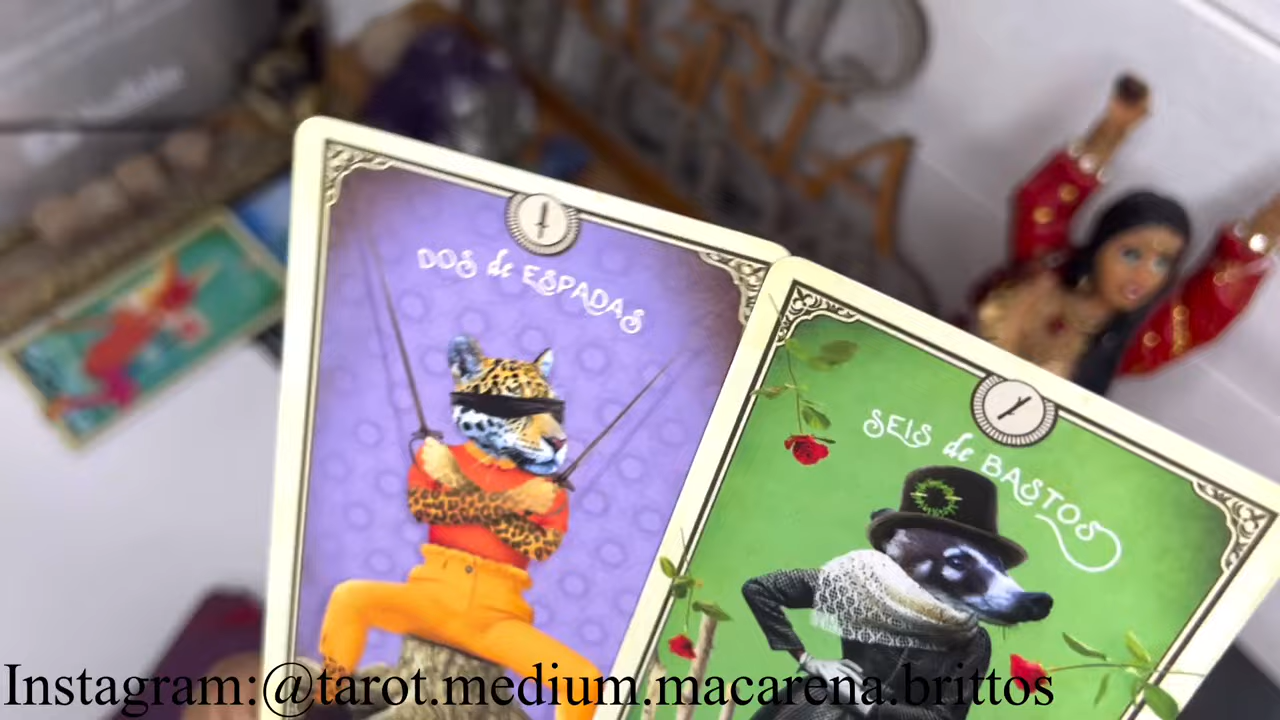 DOS de ESPADAS
SEIS de BASTOS
Instagram:@tarot.medium.macarena.brittos